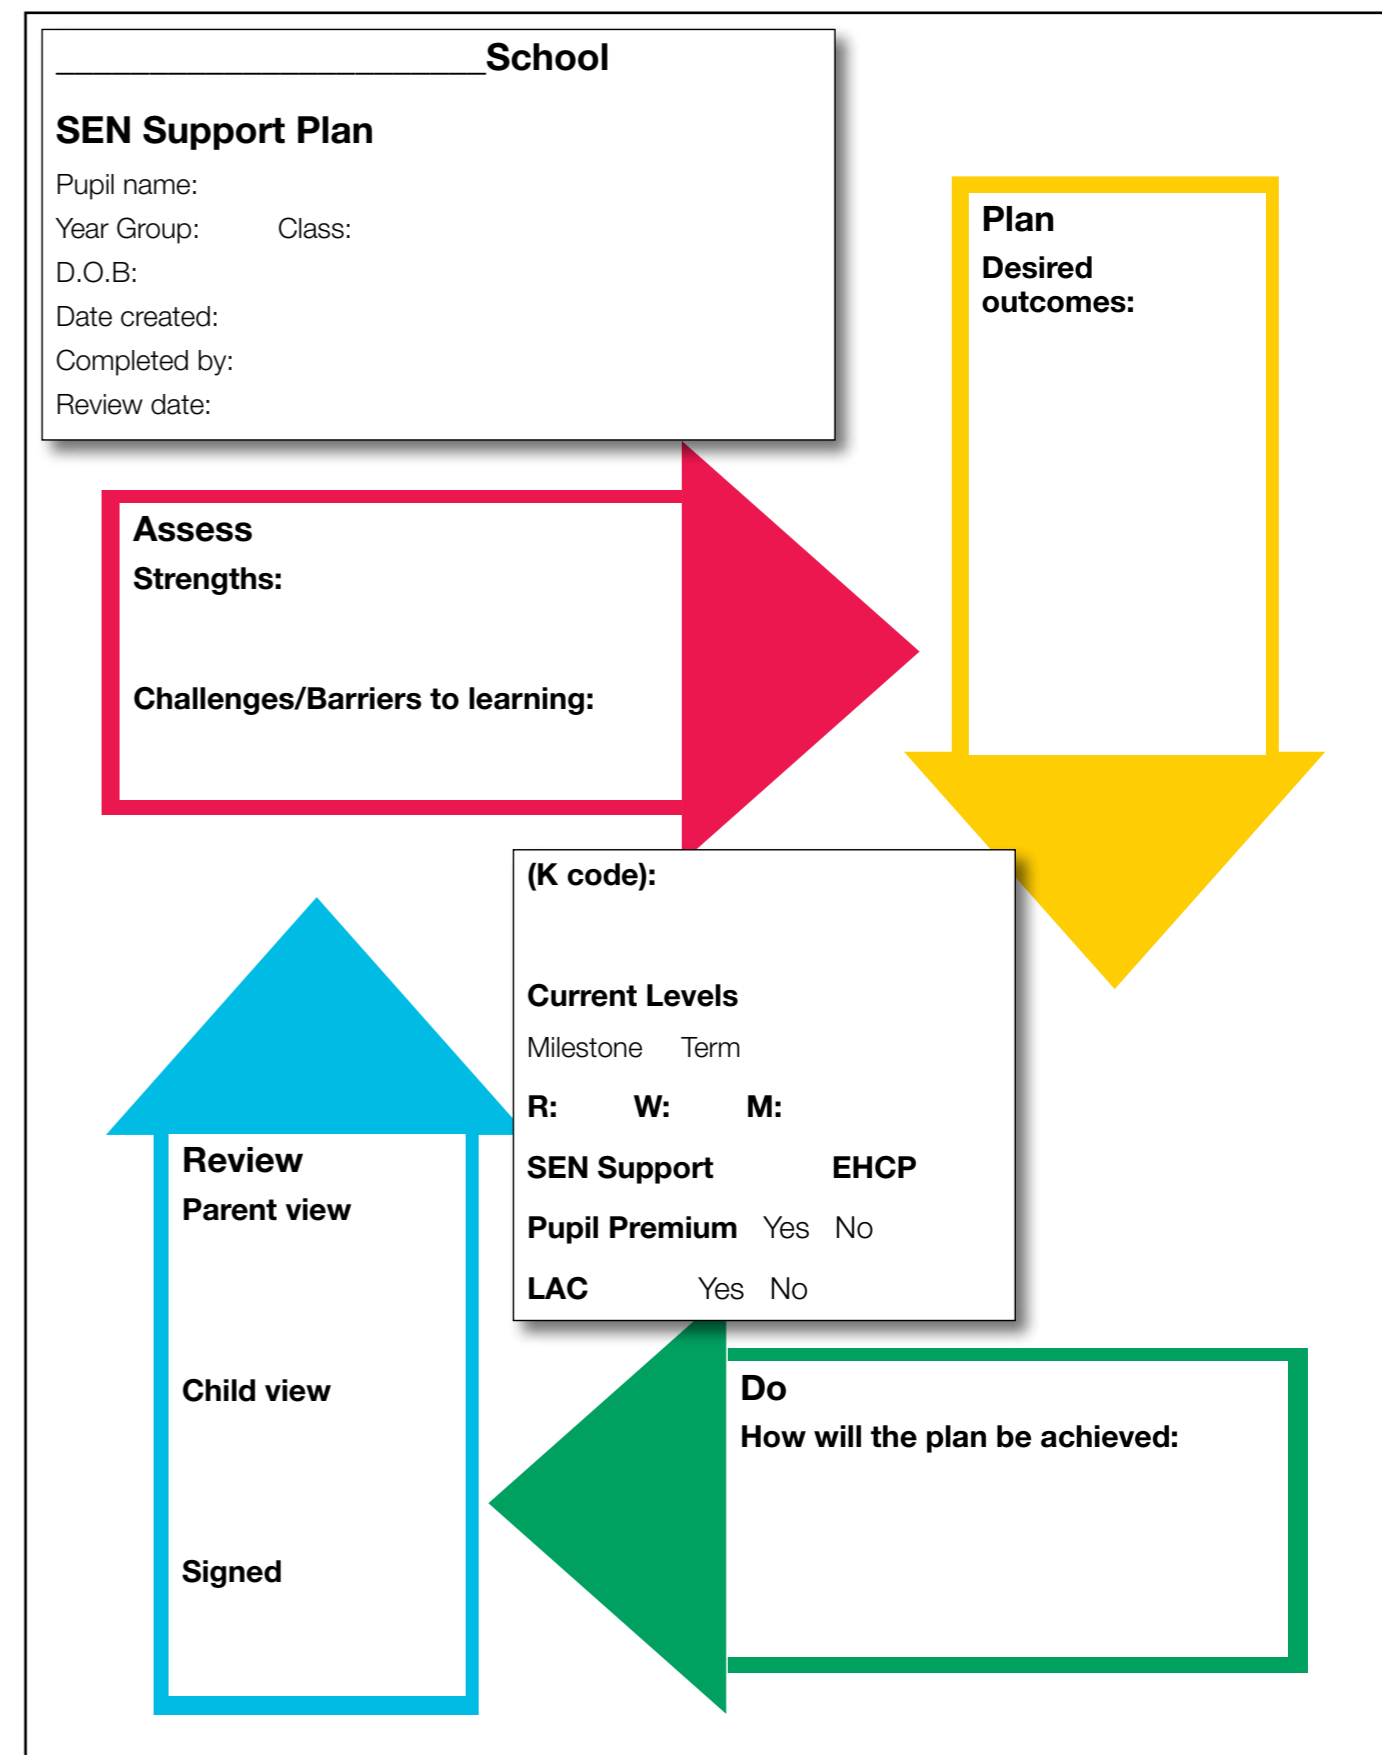 _______________________School
SEN Support Plan
Pupil name:
Year Group: Class:
D.O.B:
Date created:
Completed by:
Review date:
Assess
Strengths:
Challenges/Barriers to learning:
Plan
Desired
outcomes:
(K code):
Current Levels
Milestone Term
R: W: M:
SEN Support EHCP
Pupil Premium Yes No
LAC Yes No
Do
How will the plan be achieved:
Review
Parent view
Child view
Signed